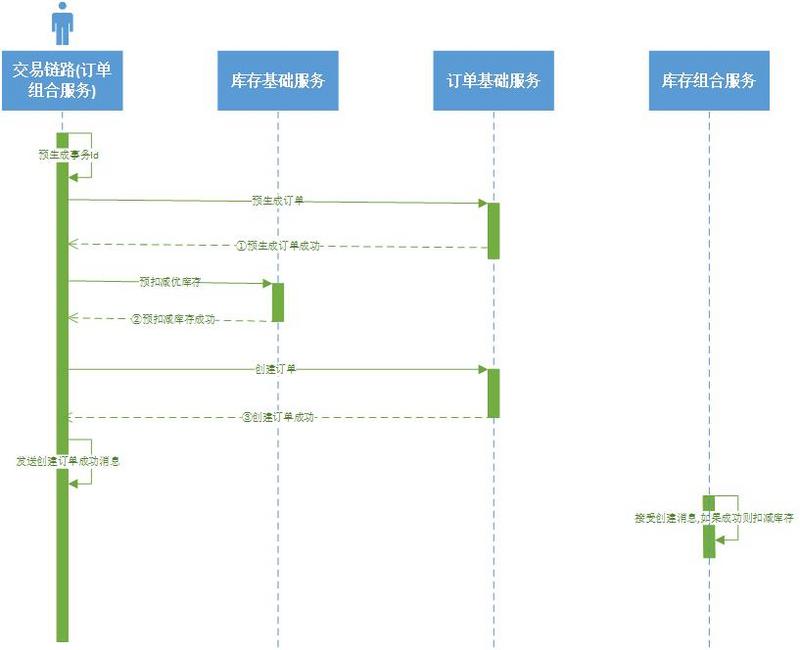 交易链路(订单
组合服务)
库存基础服务
订单基础服务
库存组合服务
预生成事务Id
预生成订单
①预生成订单成功
预扣减优库存
②预扣减库存成功
创建订单
③创建订单成功
发送创建订单成功消息
接受创建消息,如果成功则扣减库存